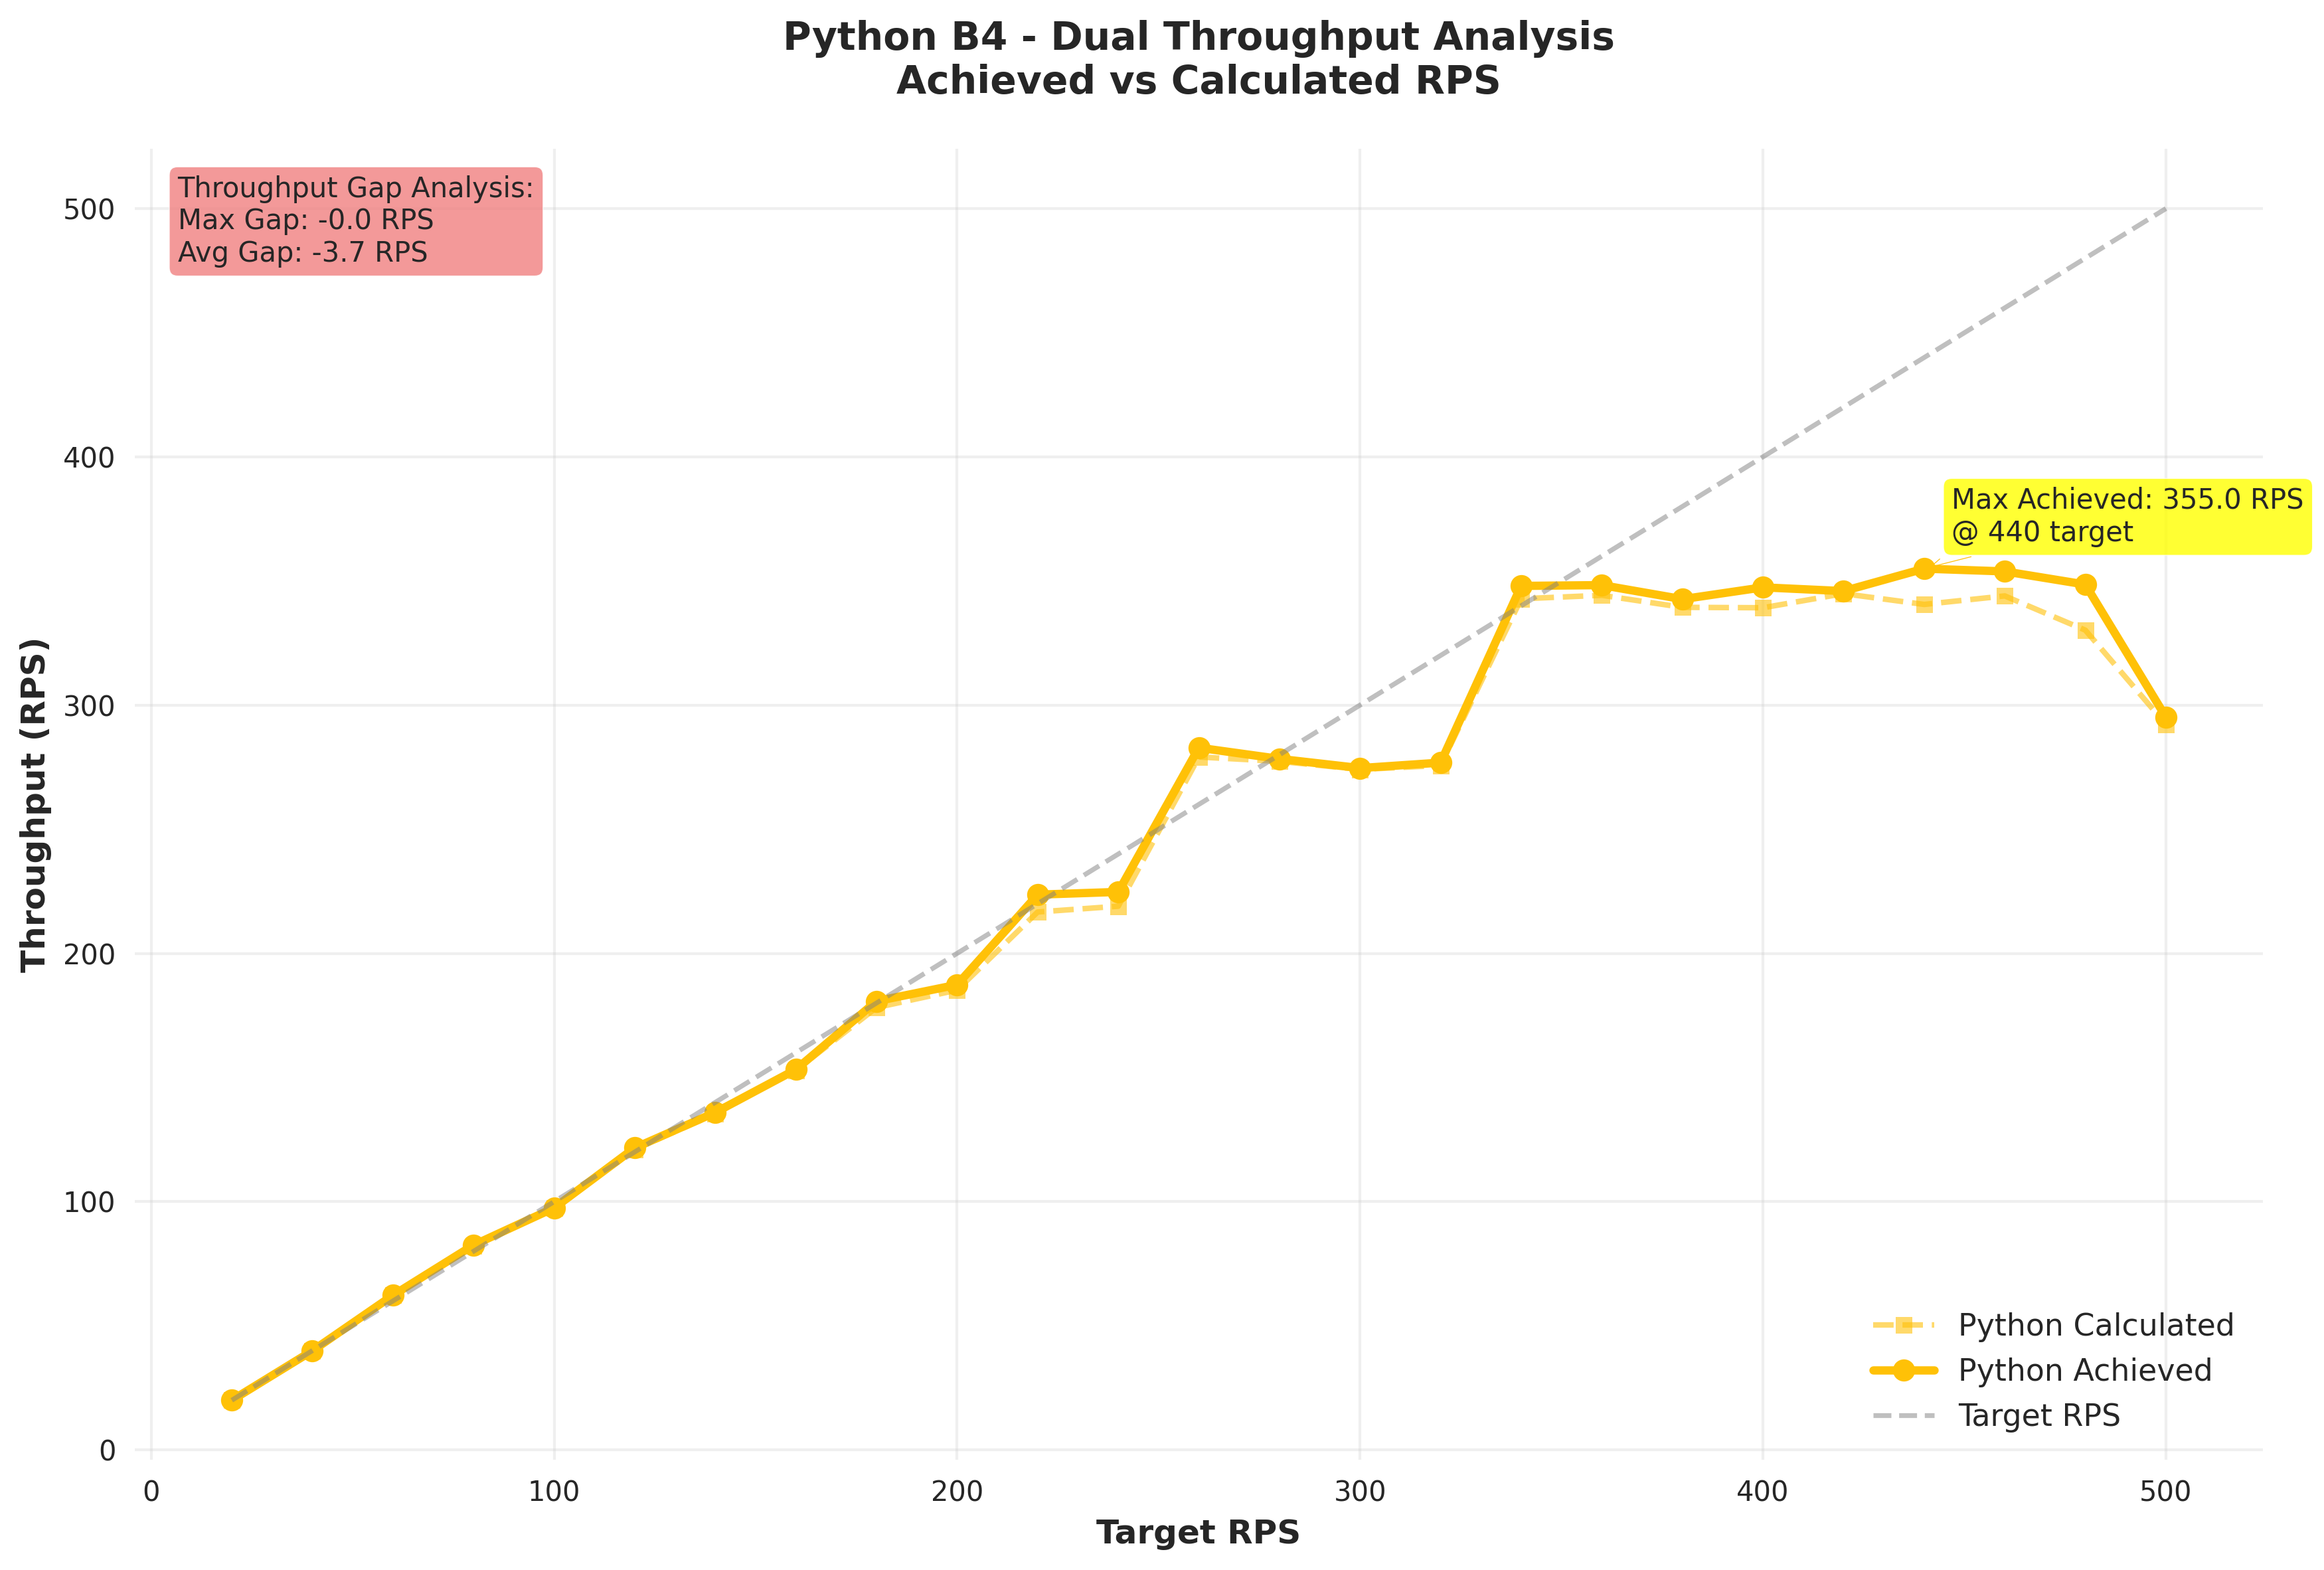 Python B4 - Dual Throughput Analysis
Achieved vs Calculated RPS
Throughput Gap Analysis:
Max Gap: -0.0 RPS
Avg Gap: -3.7 RPS
Max Achieved: 355.0 RPS
@ 440 target
Throughput (RPS)
500
400
300
200
100
0
0 100 200 300 400 500
Target RPS
Python Calculated
Python Achieved
Target RPS